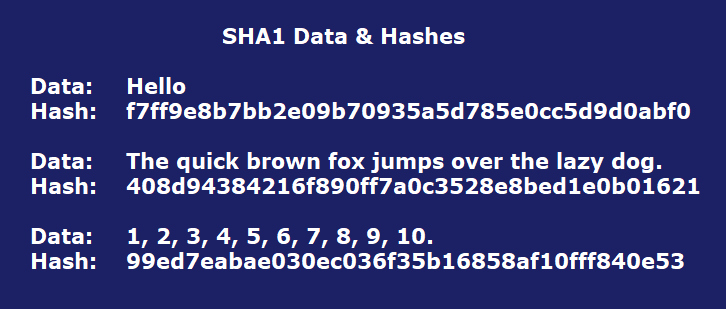 SHA1 Data & Hashes
Data: Hello
Hash: f7ff9e8b7bb2e09b70935a5d785e0cc5d9d0abf0
Data: The quick brown fox jumps over the lazy dog.
Hash: 408d94384216f890ff7a0c3528e8bed1e0b01621
Data: 1, 2, 3, 4, 5, 6, 7, 8, 9, 10.
Hash: 99ed7eabae030ec036f35b16858af10fff840e53